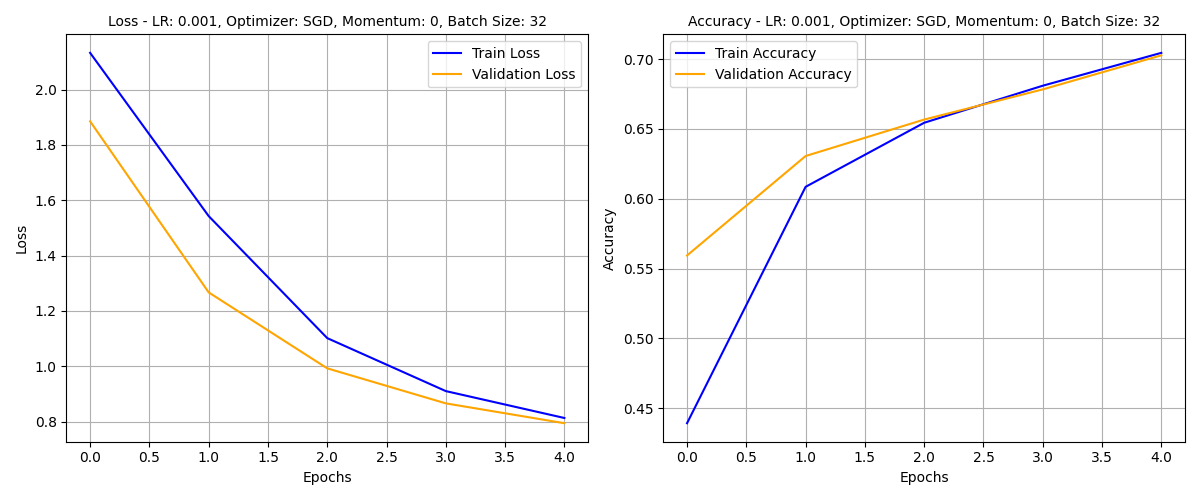 Loss - LR: 0.001, Optimizer: SGD, Momentum: 0, Batch Size: 32
Train Loss
Validation Loss
Loss
2.0
1.8
1.6
1.4
1.2
1.0
0.8
0.0 0.5 1.0 1.5 2.0 2.5 3.0 3.5 4.0
Epochs
Accuracy - LR: 0.001, Optimizer: SGD, Momentum: 0, Batch Size: 32
Train Accuracy
Validation Accuracy
Accuracy
0.70
0.65
0.60
0.55
0.50
0.45
0.0 0.5 1.0 1.5 2.0 2.5 3.0 3.5 4.0
Epochs